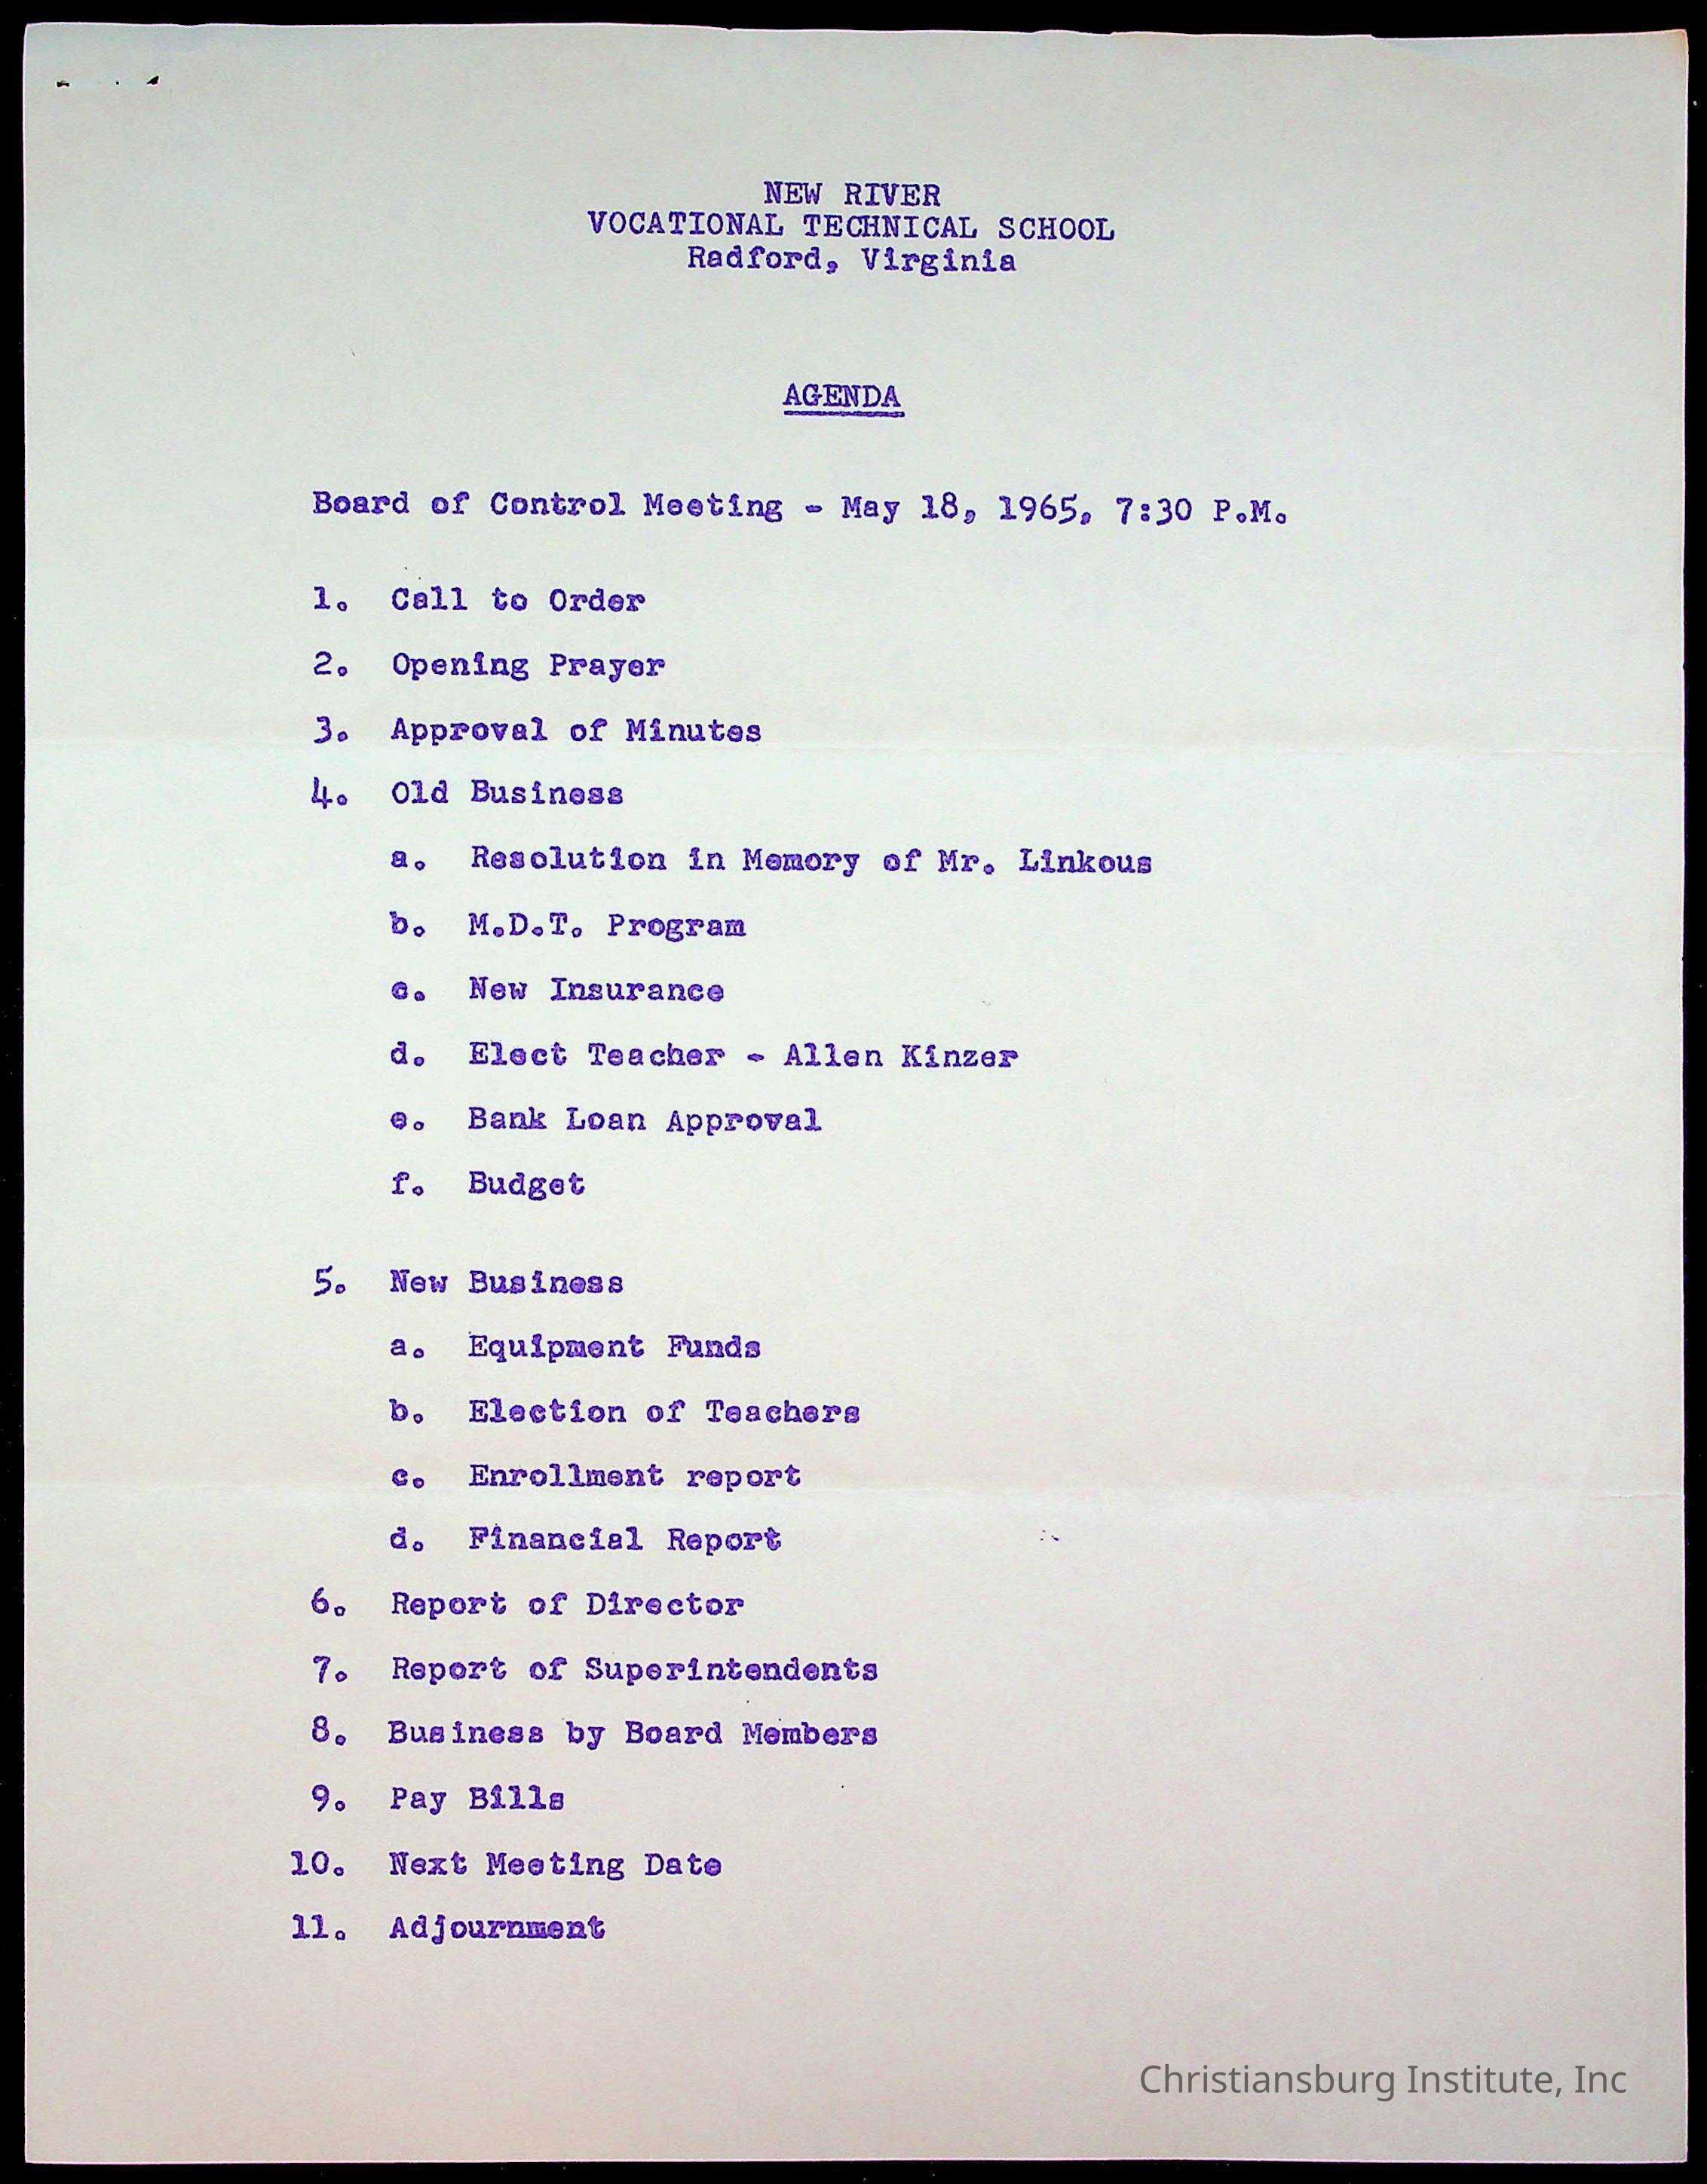 NEW RIVER
VOCATIONAL TECHNICAL SCHOOL
Radford, Virginia
AGENDA
Board of Control Meeting - May 18, 1965, 7:30 P.M.
1. Call to Order
2. Opening Prayer
3. Approval of Minutes
4. Old Business
a. Resolution in Memory of Mr. Linkous
b. M.D.T. Program
c. New Insurance
d. Elect Teacher - Allen Kinzer
e. Bank Loan Approval
f. Budget
5. New Business
a. Equipment Funds
b. Election of Teachers
c. Enrollment report
d. Financial Report
6. Report of Director
7. Report of Superintendents
8. Business by Board Members
9. Pay Bills
10. Next Meeting Date
11. Adjournment
Christiansburg Institute, Inc